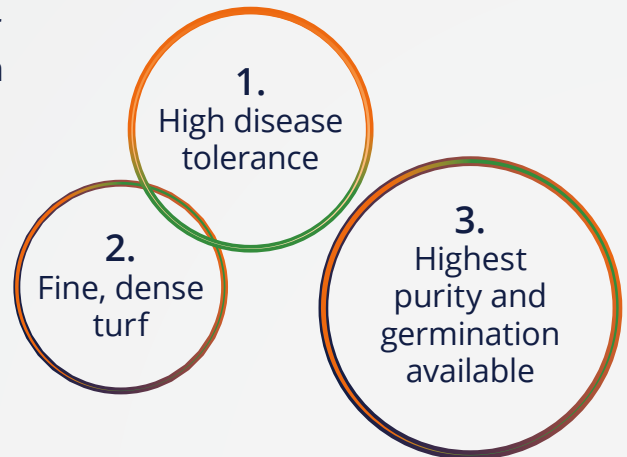 1.
High disease
tolerance
2.
Fine, dense
turf
3.
Highest
purity and
germination
available